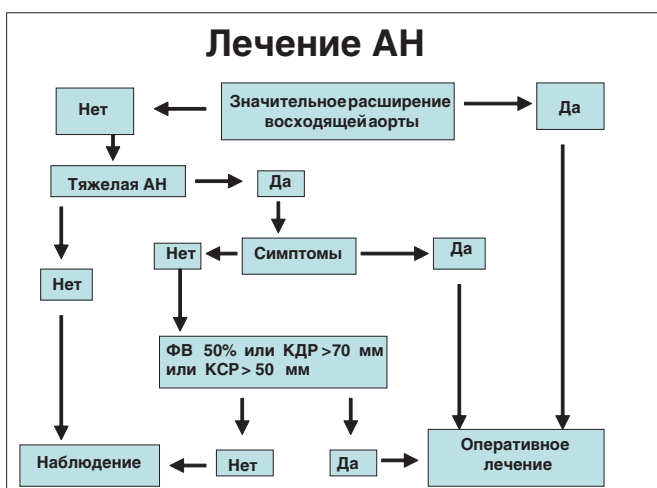 Лечение АН
Нет
Значительное расширение
восходящей аорты
Да
Тяжелая АН
Да
Нет
Симптомы
Да
Нет
ФВ 50% или КДР >70 мм
или КСР> 50 мм
Наблюдение
Нет
Да
Оперативное
лечение